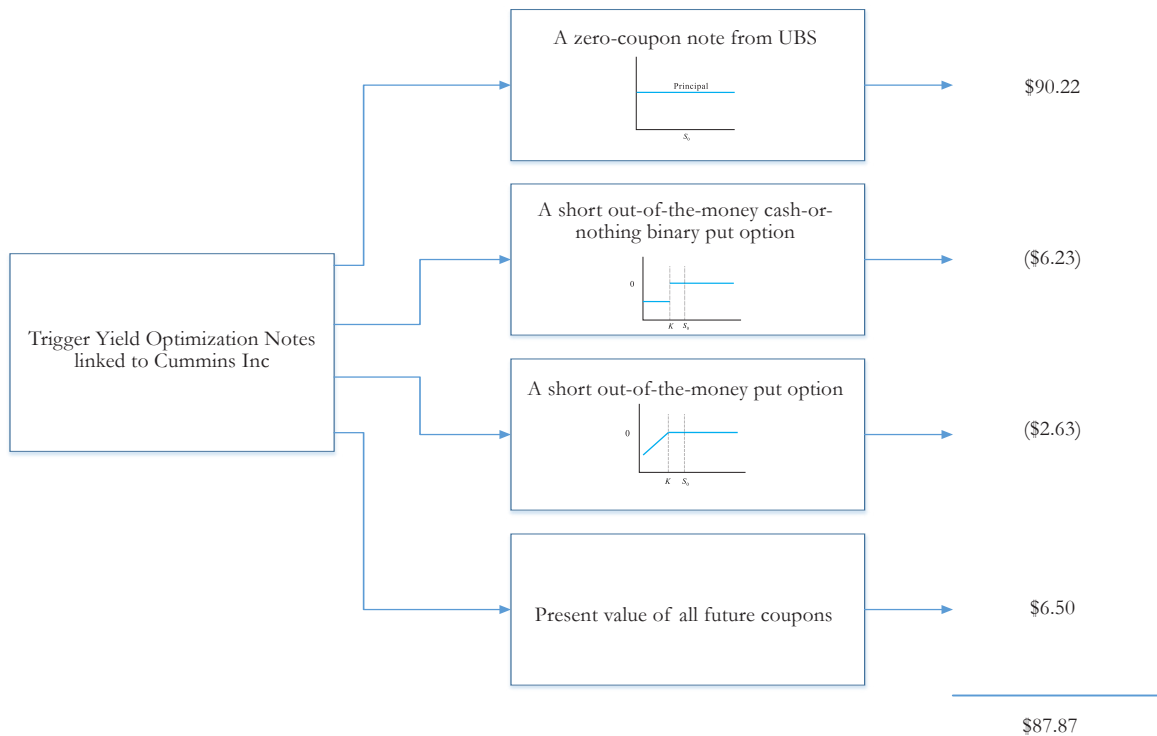 A zero-coupon note from UBS
Principal
S0
$90.22
A short out-of-the-money cash-or-
nothing binary put option
0
K S0
($6.23)
Trigger Yield Optimization Notes
linked to Cummins Inc
A short out-of-the-money put option
0
K S0
($2.63)
Present value of all future coupons
$6.50
$87.87